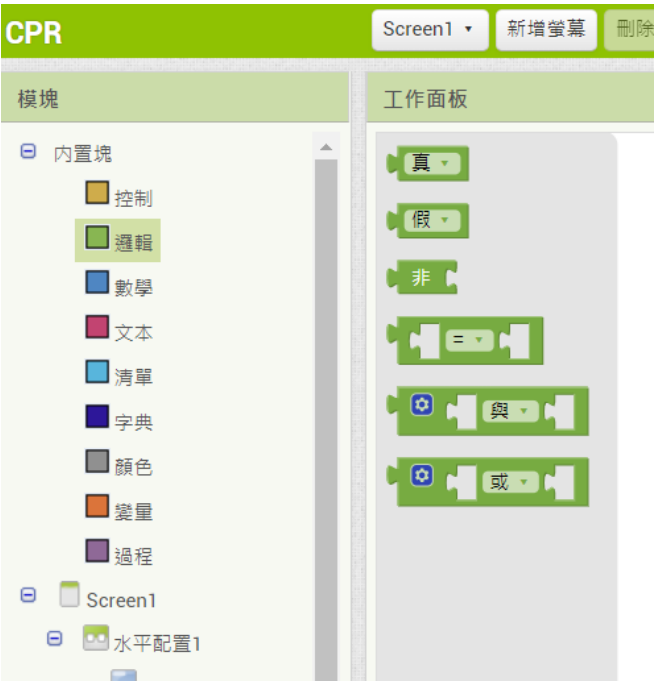 CPR
Screen1
新增螢幕
刪除
模塊
工作面板
内置塊
控制
邏輯
數學
文本
清單
字典
顏色
變量
過程
Screen1
水平配置1
真
假
非
=
與
或